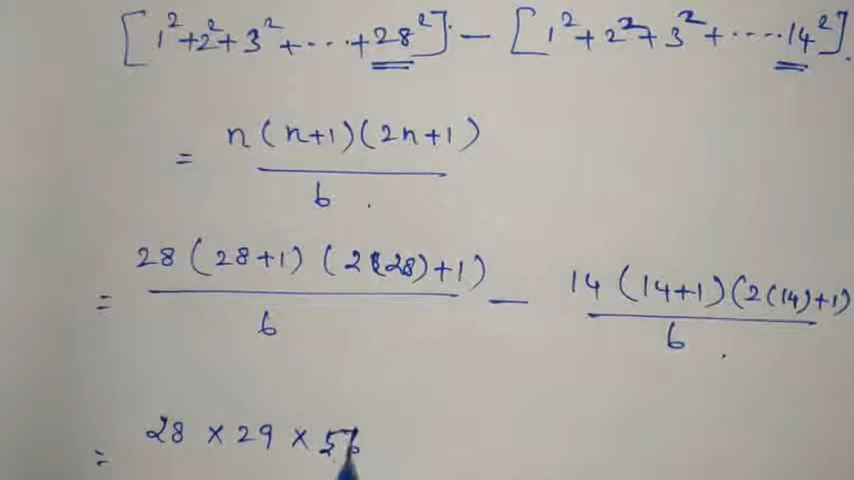 [1²+2²+3²+····+28²]·−[1²+2²+3²+····14²].
= n(n+1)(2n+1)/6.
= 28(28+1)(2(28)+1)/6 − 14(14+1)(2(14)+1)/6.
= 28×29×